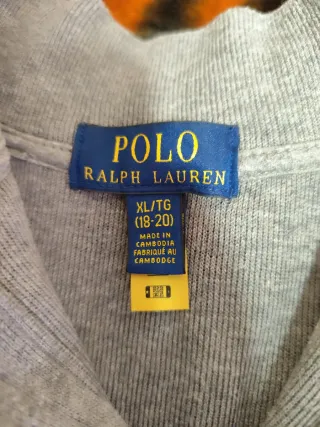 POLO
RALPH LAUREN
XL/TG
(18-20)
MADE IN
CAMBODIA
FABRIQUÉ AU
CAMBODGE